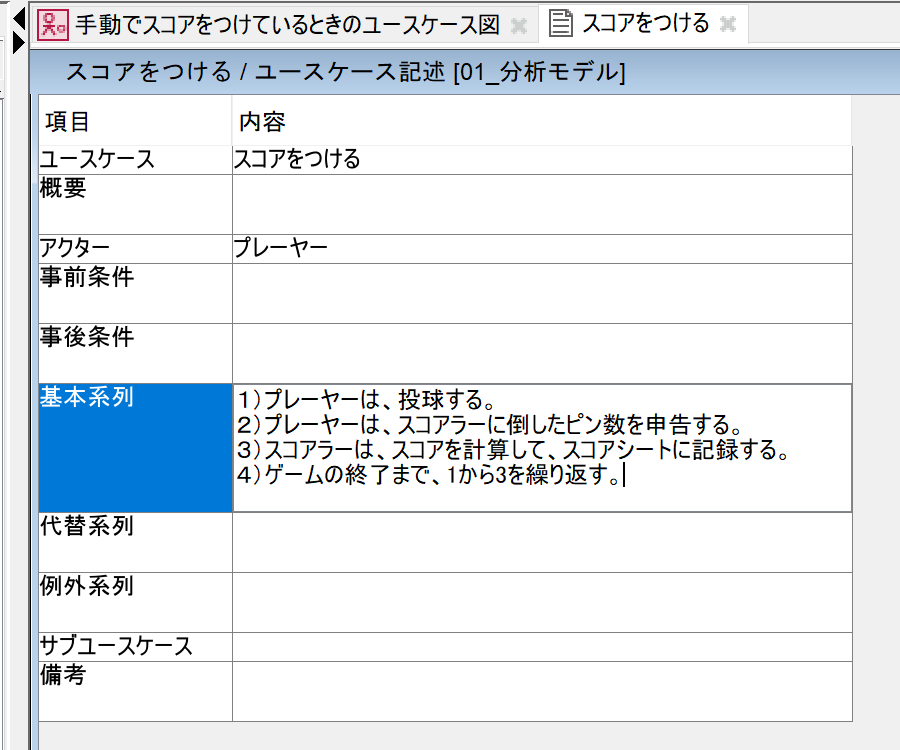 手動でスコアをつけているときのユースケース図
スコアをつける
スコアをつける / ユースケース記述 [01_分析モデル]
項目 内容
ユースケース スコアをつける
概要
アクター プレーヤー
事前条件
事後条件
基本系列
1）プレーヤーは、投球する。
2）プレーヤーは、スコアラーに倒したピン数を申告する。
3）スコアラーは、スコアを計算して、スコアシートに記録する。
4）ゲームの終了まで、1から3を繰り返す。
代替系列
例外系列
サブユースケース
備考